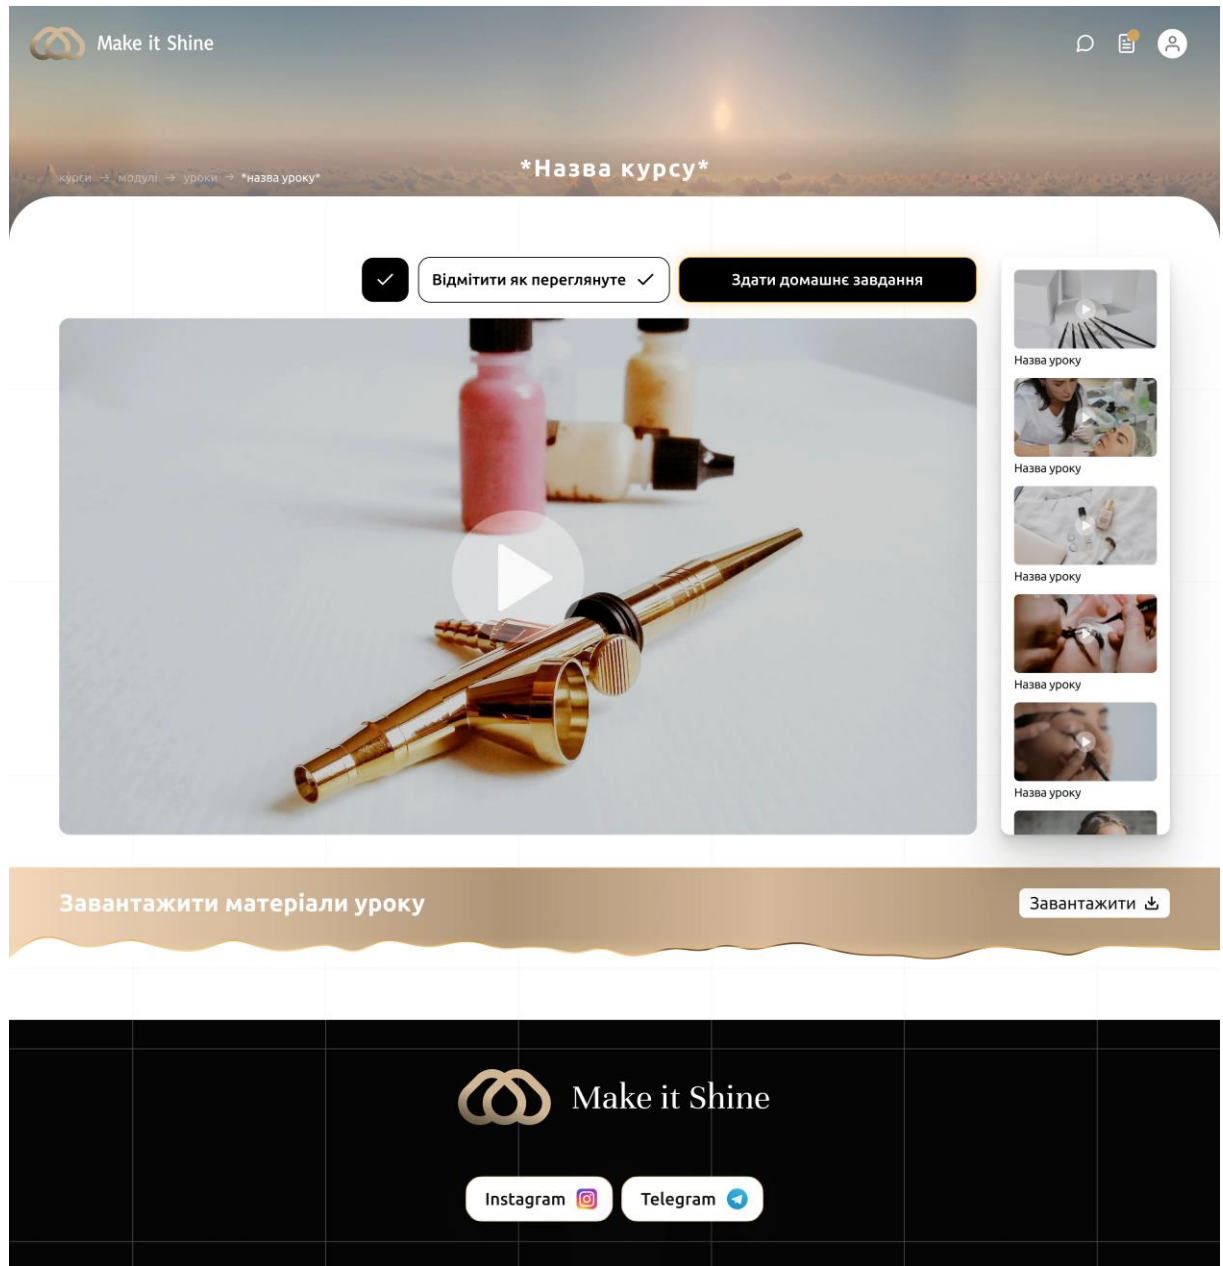 Make it Shine
*Назва курсу*
курси → модулі → уроки → *назва уроку*
Відмітити як переглянуте
Здати домашнє завдання
Назва уроку
Назва уроку
Назва уроку
Назва уроку
Назва уроку
Завантажити матеріали уроку
Завантажити
Make it Shine
Instagram
Telegram